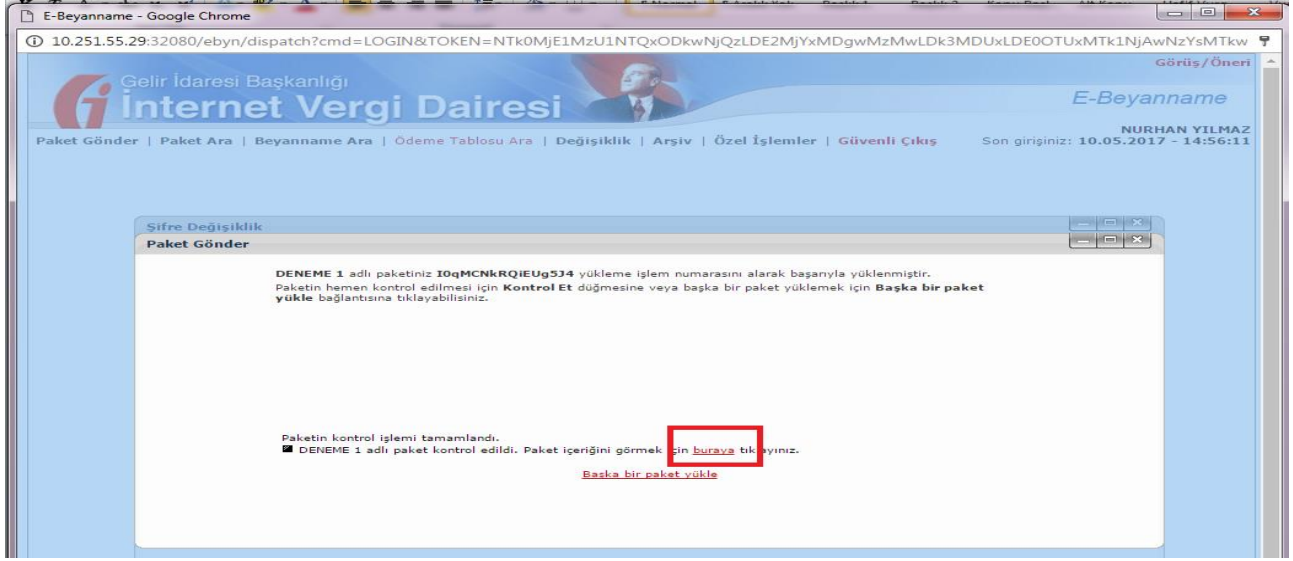 E-Beyanname - Google Chrome
10.251.55.29:32080/ebyn/dispatch?cmd=LOGIN&TOKEN=NTk0MjE1MzU1NTQxODkwNjQzLDE2MjYxMDgwMzMwLDk3MDUxLDE0OTUxMTk1NjAwNzYsMTkw
Görüş/Öneri
Gelir İdaresi Başkanlığı
İnternet Vergi Dairesi
E-Beyanname
NURHAN YILMAZ
Paket Gönder | Paket Ara | Beyanname Ara | Ödeme Tablosu Ara | Değişiklik | Arşiv | Özel İşlemler | Güvenli Çıkış Son girişiniz: 10.05.2017 - 14:56:11
Şifre Değişiklik
Paket Gönder
DENEME 1 adlı paketiniz I0qMCNkRQiEUg5J4 yükleme işlem numarasını alarak başarıyla yüklenmiştir.
Paketin hemen kontrol edilmesi için Kontrol Et düğmesine veya başka bir paket yüklemek için Başka bir paket
yükle bağlantısına tıklayabilisiniz.
Paketin kontrol işlemi tamamlandı.
DENEME 1 adlı paket kontrol edildi. Paket içeriğini görmek için buraya tıklayınız.
Başka bir paket yükle